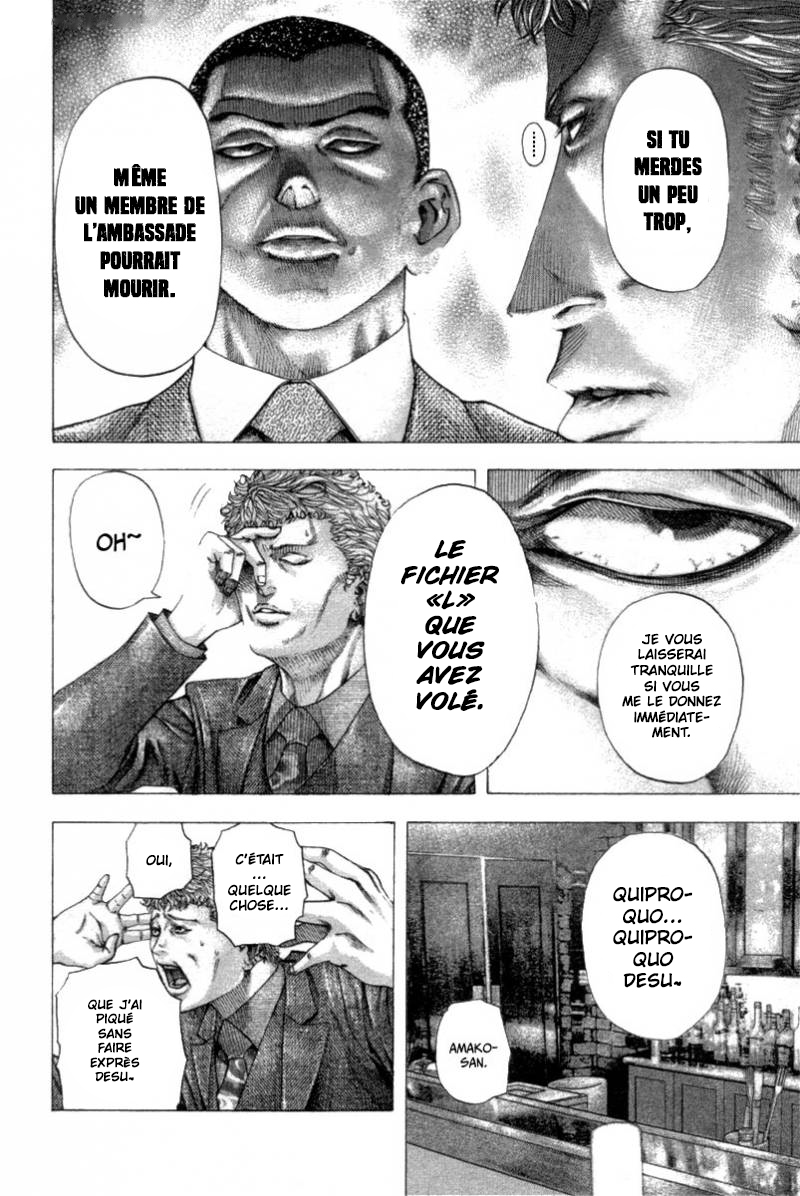 SI TU
MERDES
UN PEU
TROP,
......
MÊME
UN MEMBRE DE
L'AMBASSADE
POURRAIT
MOURIR.
JE VOUS
LAISSERAI
TRANQUILLE
SI VOUS
ME LE DONNEZ
IMMÉDIATE-
MENT.
LE
FICHIER
«L»
QUE
VOUS
AVEZ
VOLÉ.
OH~
QUIPRO-
QUO...
QUIPRO-
QUO
DESU~
AMAKO-
SAN.
C'ÉTAIT
...
QUELQUE
CHOSE...
OUI,
QUE J'AI
PIQUÉ
SANS
FAIRE
EXPRÈS
DESU~